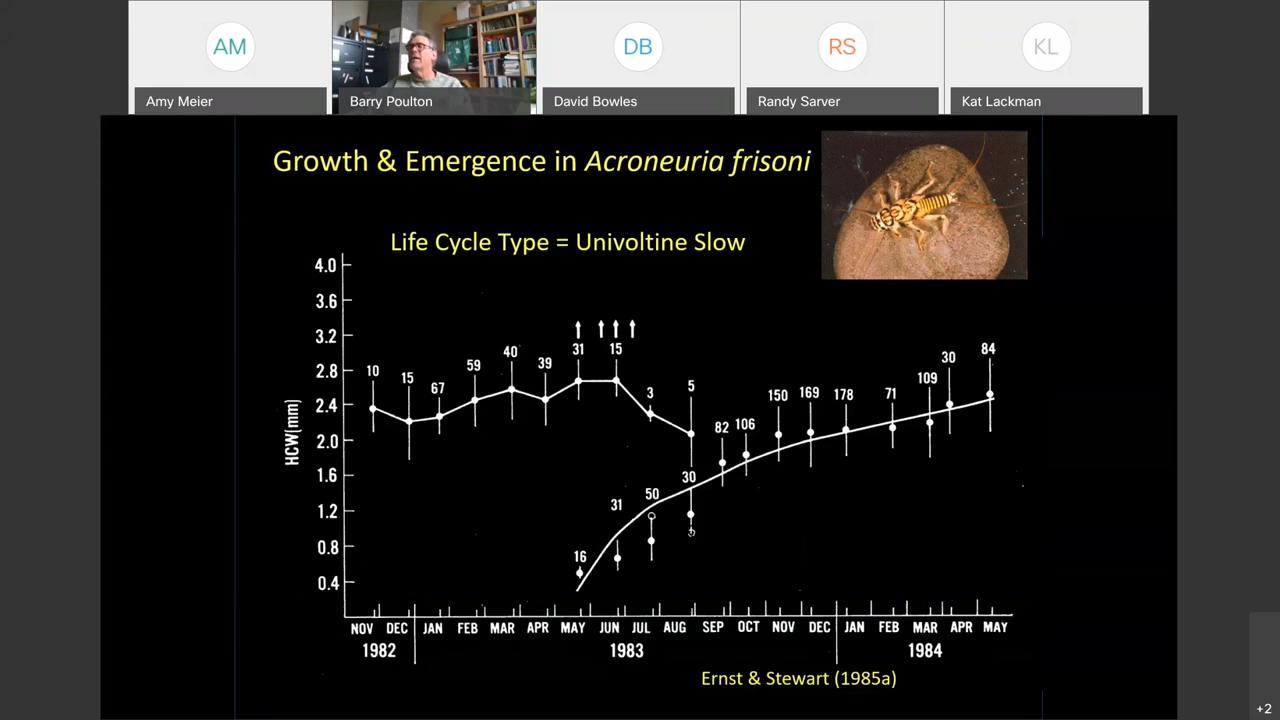 AM
DB
RS
KL
Amy Meier
Barry Poulton
David Bowles
Randy Sarver
Kat Lackman
Growth & Emergence in Acroneuria frisoni
Life Cycle Type = Univoltine Slow
4.0
3.6
3.2
2.8
2.4
2.0
1.6
1.2
0.8
0.4
HCW(mm)
10
15
67
59
40
39
31
15
3
5
16
31
50
30
82
106
150
169
178
71
109
30
84
NOV DEC JAN FEB MAR APR MAY JUN JUL AUG SEP OCT NOV DEC JAN FEB MAR APR MAY
1982 1983 1984
Ernst & Stewart (1985a)
+2